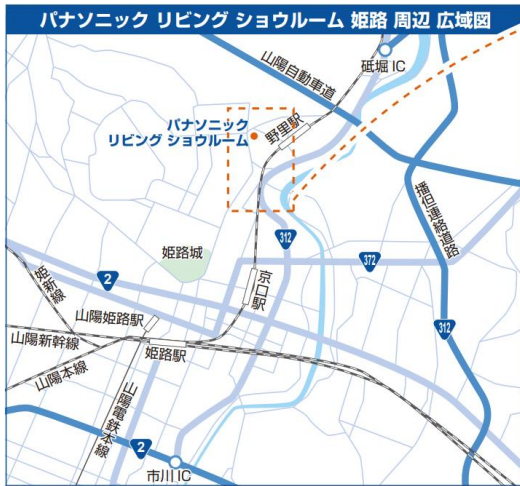 パナソニック リビング ショウルーム 姫路 周辺 広域図
砥堀IC
山陽自動車道
パナソニック
リビング ショウルーム
野里駅
播但連絡道路
312
372
姫路城
京口駅
姫新線
2
山陽姫路駅
312
山陽新幹線
姫路駅
山陽本線
山陽電鉄本線
2
市川IC